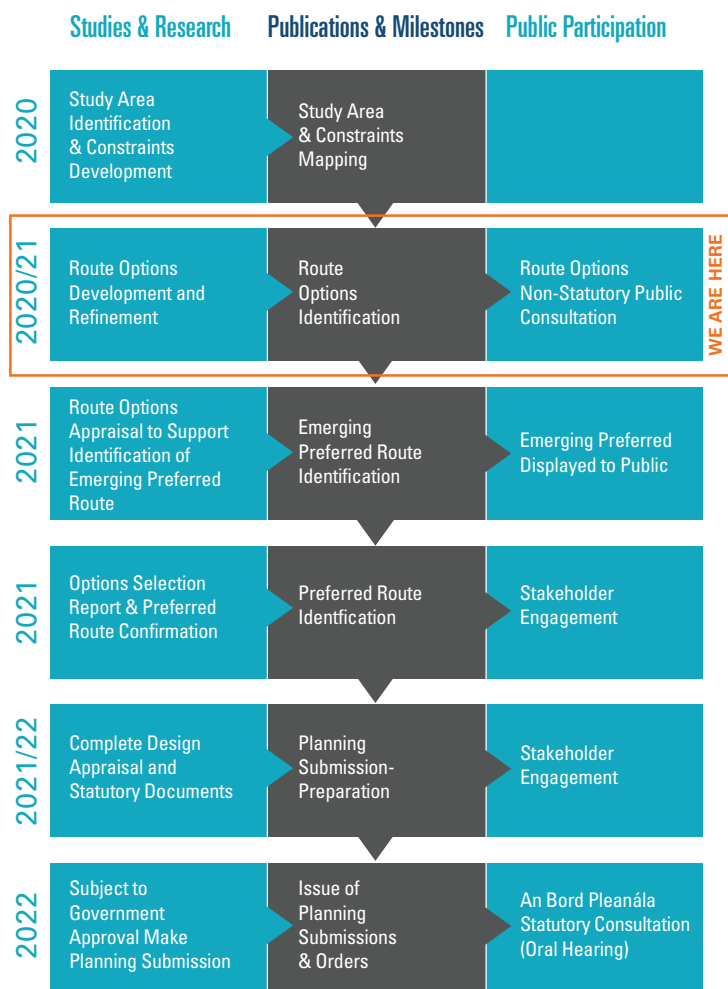 Studies & Research
Publications & Milestones
Public Participation
2020
Study Area
Identification
& Constraints
Development
Study Area
& Constraints
Mapping
2020/21
Route Options
Development and
Refinement
Route
Options
Identification
Route Options
Non-Statutory Public
Consultation
WE ARE HERE
2021
Route Options
Appraisal to Support
Identification of
Emerging Preferred
Route
Emerging
Preferred Route
Identification
Emerging Preferred
Displayed to Public
2021
Options Selection
Report & Preferred
Route Confirmation
Preferred Route
Identfication
Stakeholder
Engagement
2021/22
Complete Design
Appraisal and
Statutory Documents
Planning
Submission-
Preparation
Stakeholder
Engagement
2022
Subject to
Government
Approval Make
Planning Submission
Issue of
Planning
Submissions
& Orders
An Bord Pleanála
Statutory Consultation
(Oral Hearing)